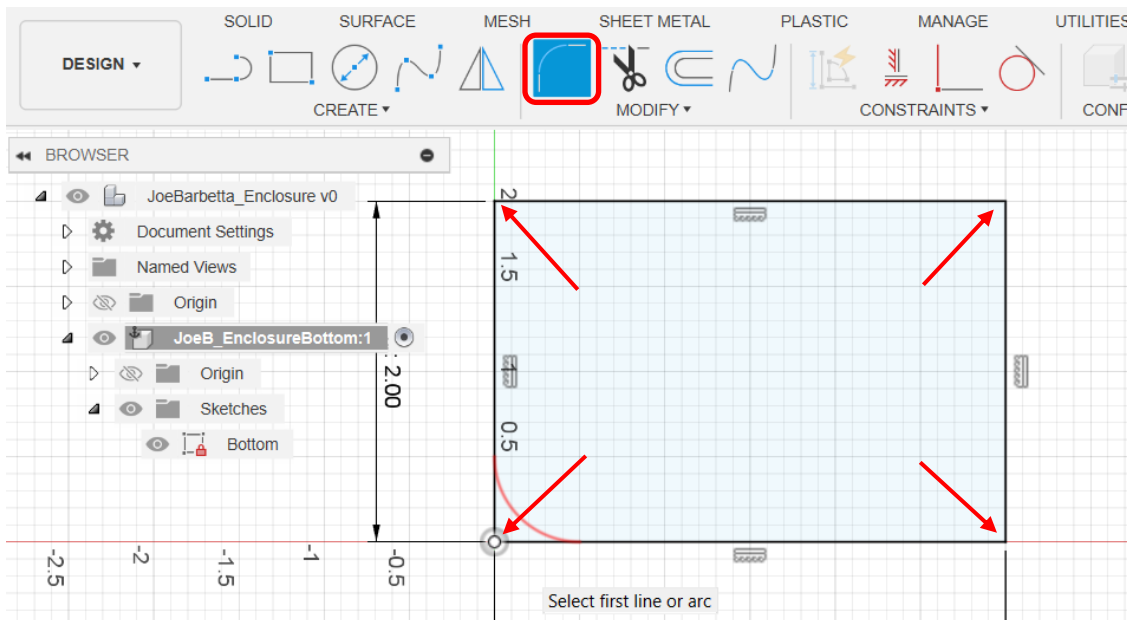 SOLID SURFACE MESH SHEET METAL PLASTIC MANAGE UTILITIES
DESIGN ▾
CREATE ▾ MODIFY ▾ CONSTRAINTS ▾ CONF
BROWSER
JoeBarbetta_Enclosure v0
Document Settings
Named Views
Origin
JoeB_EnclosureBottom:1
Origin
Sketches
Bottom
2.00
2
1.5
1
0.5
-2.5 -2 -1.5 -1 -0.5
Select first line or arc